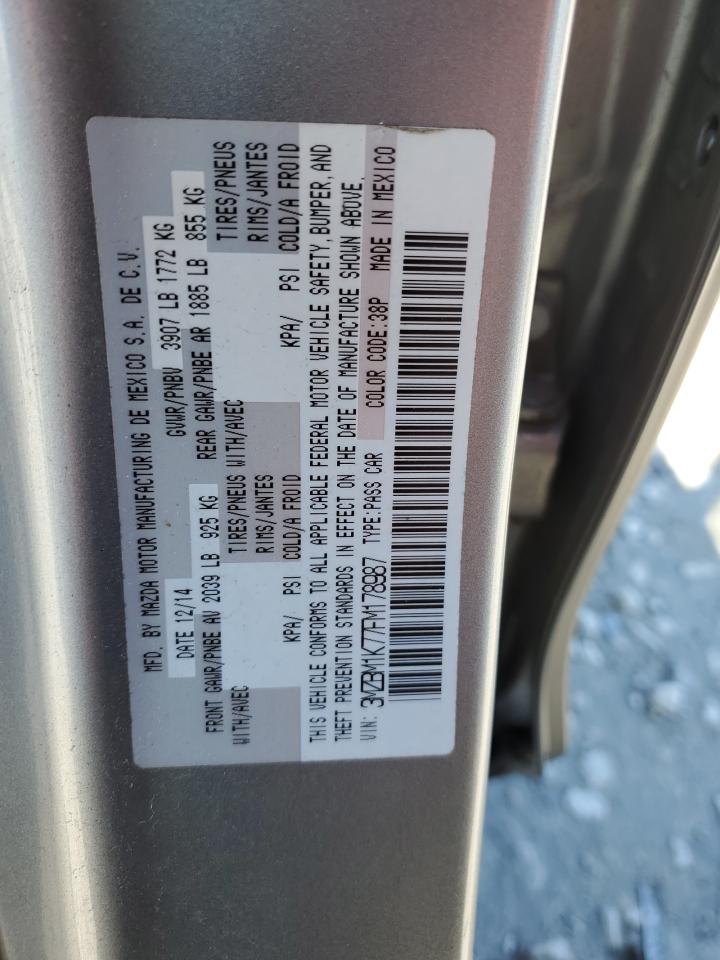 MFD. BY MAZDA MOTOR MANUFACTURING DE MEXICO S.A. DE C.V.
DATE 12/14 GVWR/PNBV 3907 LB 1772 KG
FRONT GAWR/PNBE AV 2039 LB 925 KG REAR GAWR/PNBE AR 1885 LB 855 KG
WITH/AVEC TIRES/PNEUS WITH/AVEC TIRES/PNEUS
RIMS/JANTES RIMS/JANTES
KPA/ PSI COLD/A FROID KPA/ PSI COLD/A FROID
THIS VEHICLE CONFORMS TO ALL APPLICABLE FEDERAL MOTOR VEHICLE SAFETY, BUMPER, AND
THEFT PREVENTION STANDARDS IN EFFECT ON THE DATE OF MANUFACTURE SHOWN ABOVE.
VIN: 3MZBM1K77FM178987 TYPE:PASS CAR COLOR CODE:38P MADE IN MEXICO